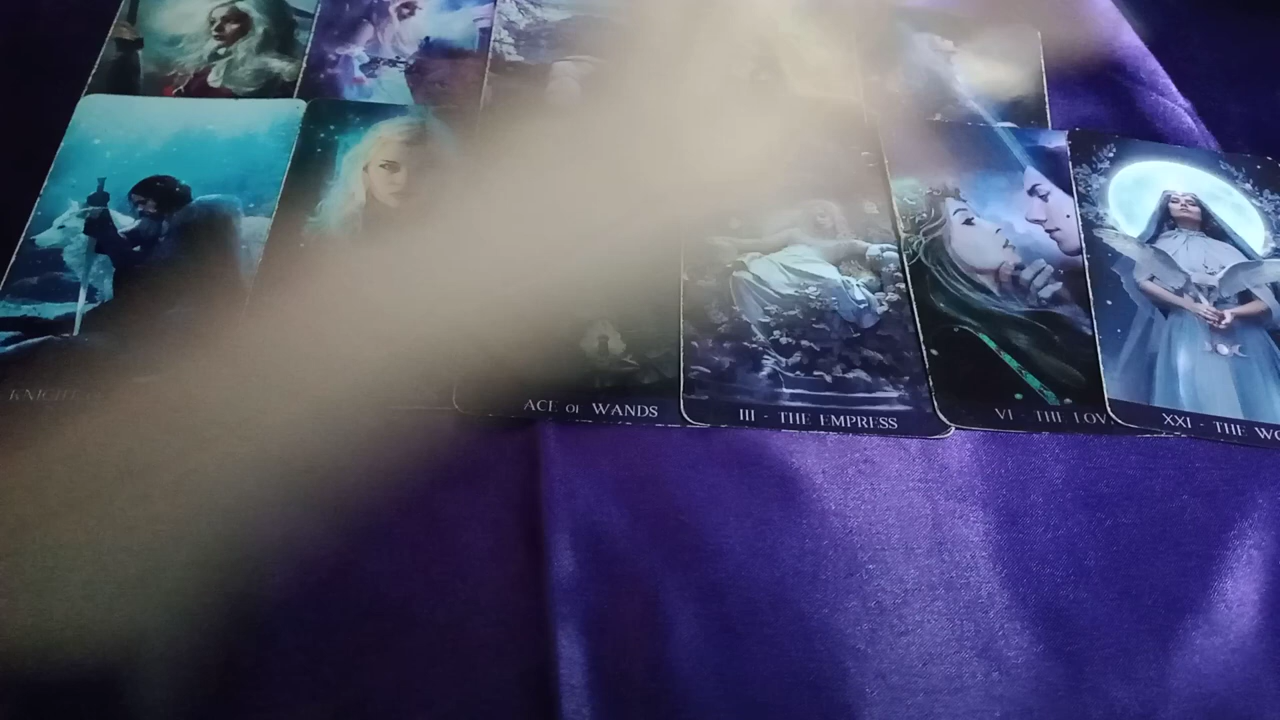 KNIGHT
ACE OF WANDS
III - THE EMPRESS
VI - THE LOV
XXI - THE WO